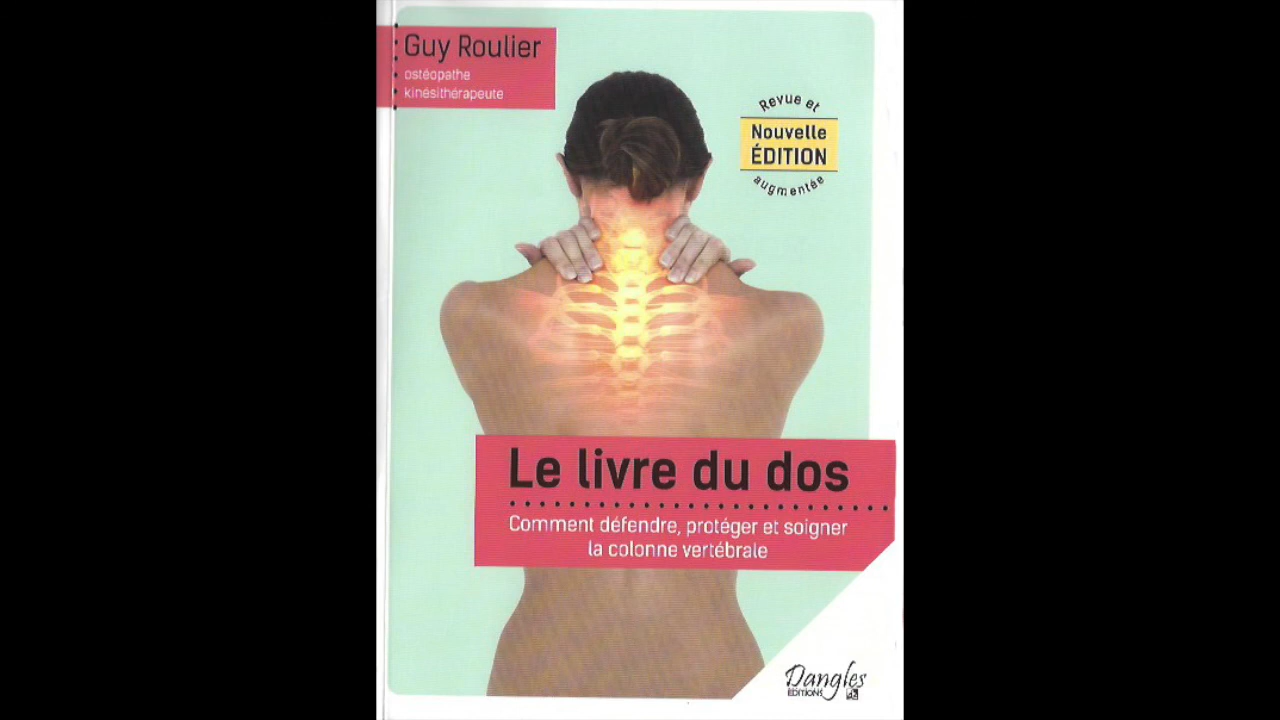 Guy Roulier
ostéopathe
kinésithérapeute
Revue et
Nouvelle
ÉDITION
augmentée
Le livre du dos
Comment défendre, protéger et soigner
la colonne vertébrale
Dangles
ÉDITIONS